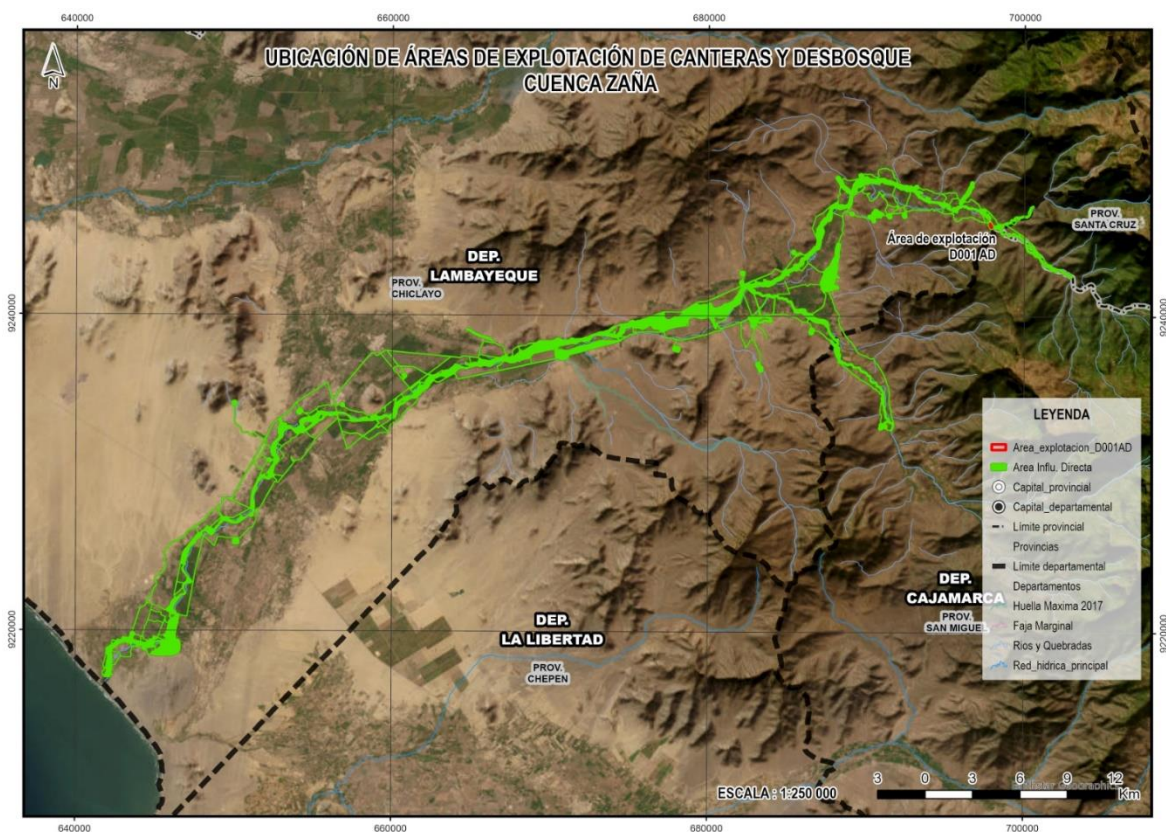 640000
660000
680000
700000
UBICACIÓN DE ÁREAS DE EXPLOTACIÓN DE CANTERAS Y DESBOSQUE
CUENCA ZAÑA
N
PROV.
SANTA CRUZ
Área de explotación
D001 AD
DEP.
LAMBAYEQUE
PROV.
CHICLAYO
9240000
9240000
LEYENDA
Area_explotacion_D001AD
Area Influ. Directa
Capital_provincial
Capital_departamental
Límite provincial
Provincias
Límite departamental
Departamentos
Huella Maxima 2017
Faja Marginal
Rios y Quebradas
Red_hidrica_principal
DEP.
CAJAMARCA
PROV.
SAN MIGUEL
DEP.
LA LIBERTAD
PROV.
CHEPEN
9220000
9220000
ESCALA : 1:250 000
3 0 3 6 9 12
Km
640000
660000
680000
700000